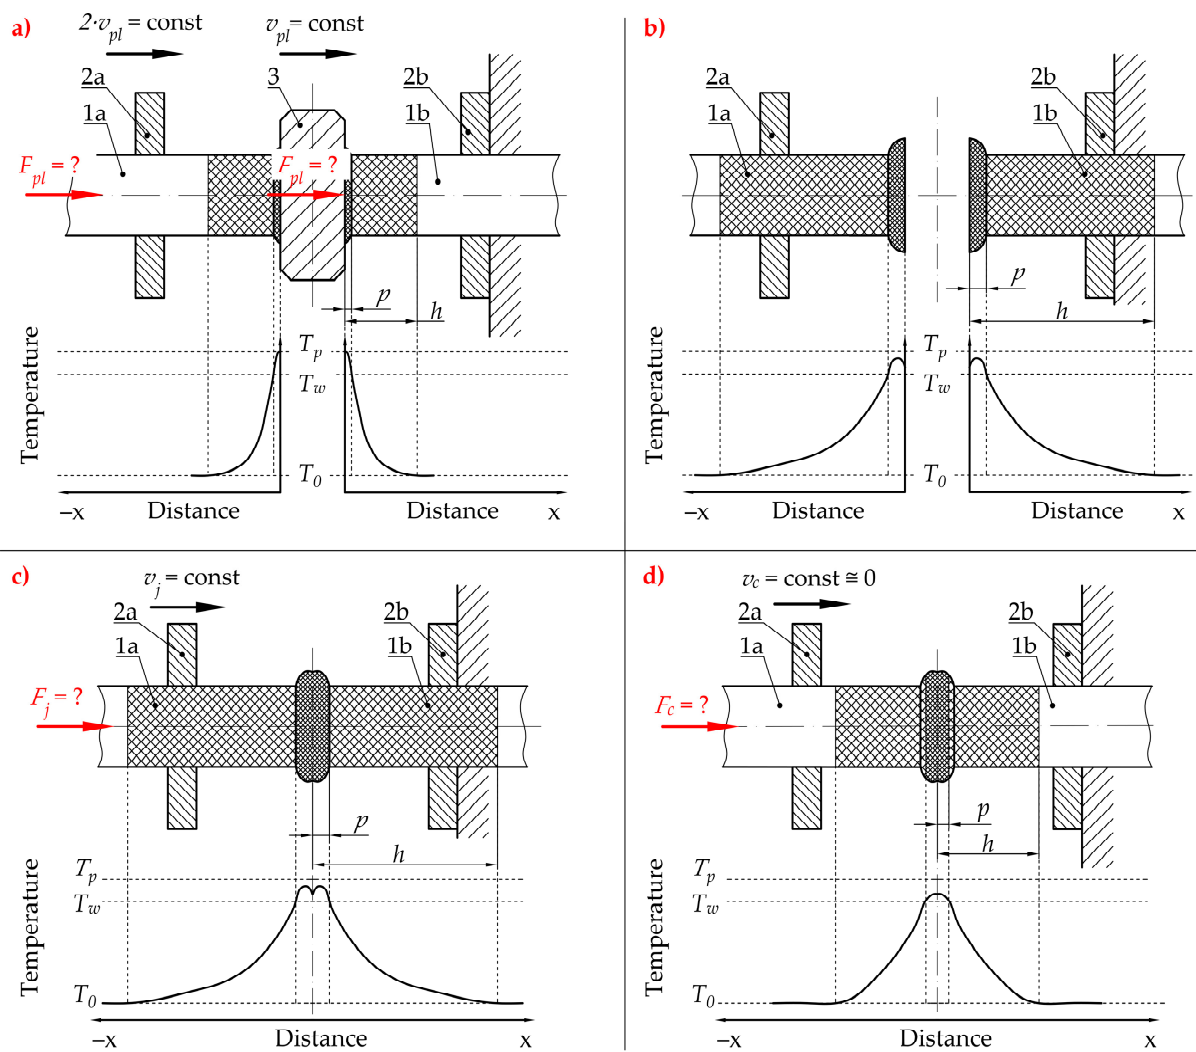 a)
2·v_pl = const
v_pl = const
2a
3
2b
1a
1b
F_pl = ?
F_pl = ?
p
h
T_p
T_w
T_0
Temperature
–x
Distance
Distance
x
b)
2a
2b
1a
1b
p
h
T_p
T_w
T_0
Temperature
–x
Distance
Distance
x
c)
v_j = const
2a
2b
1a
1b
F_j = ?
p
h
T_p
T_w
T_0
Temperature
–x
Distance
x
d)
v_c = const ≅ 0
2a
2b
1a
1b
F_c = ?
p
h
T_p
T_w
T_0
Temperature
–x
Distance
x